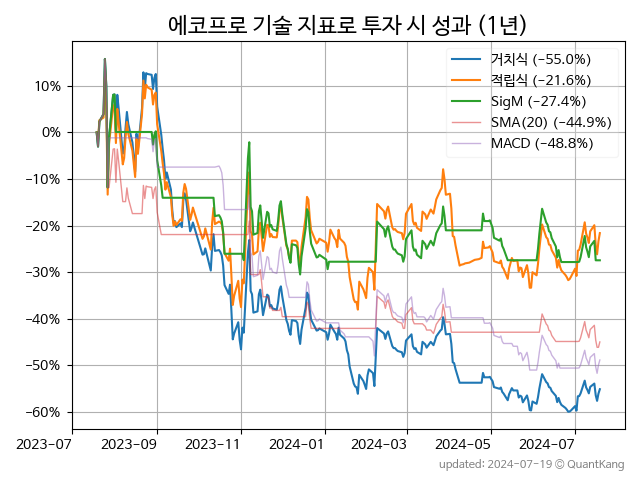 에코프로 기술 지표로 투자 시 성과 (1년)
거치식 (−55.0%)
적립식 (−21.6%)
SigM (−27.4%)
SMA(20) (−44.9%)
MACD (−48.8%)
10%
0%
−10%
−20%
−30%
−40%
−50%
−60%
2023−07 2023−09 2023−11 2024−01 2024−03 2024−05 2024−07
updated: 2024−07−19 © QuantKang